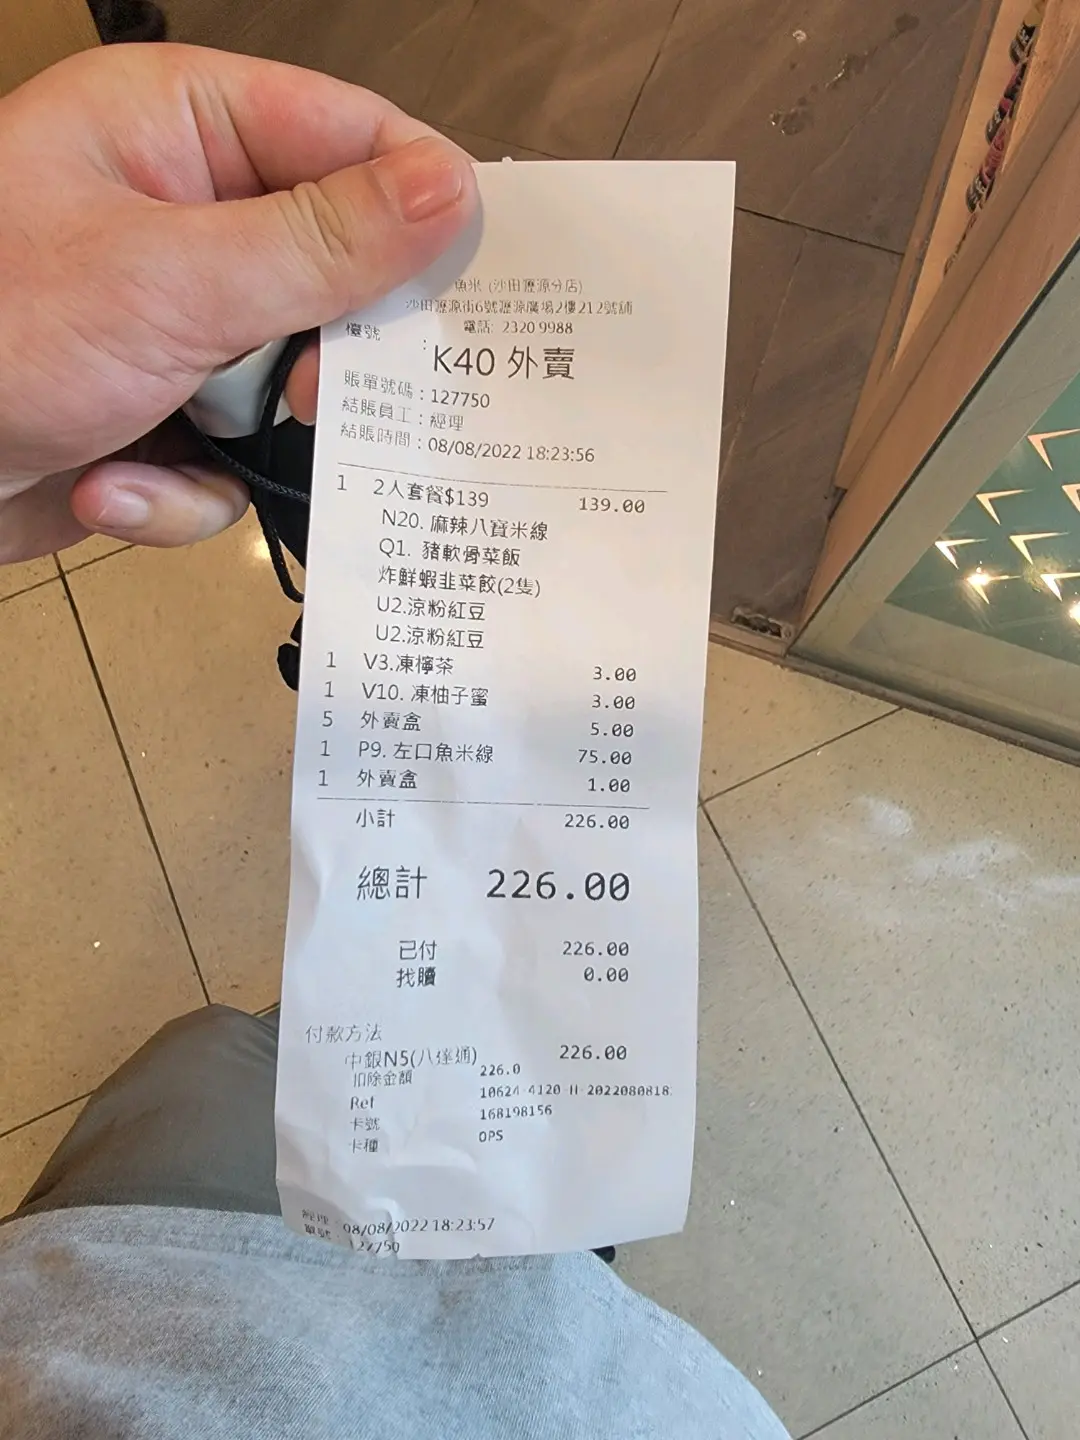 魚米 (沙田瀝源分店)
沙田瀝源街6號瀝源廣場2樓212號舖
電話: 2320 9988
檯號 :
K40 外賣
賬單號碼 : 127750
結賬員工 : 經理
結賬時間 : 08/08/2022 18:23:56
1 2人套餐$139 139.00
N20. 麻辣八寶米線
Q1. 豬軟骨菜飯
炸鮮蝦韭菜餃(2隻)
U2.涼粉紅豆
U2.涼粉紅豆
1 V3.凍檸茶 3.00
1 V10. 凍柚子蜜 3.00
5 外賣盒 5.00
1 P9. 左口魚米線 75.00
1 外賣盒 1.00
小計 226.00
總計 226.00
已付 226.00
找贖 0.00
付款方法
中銀N5(八達通) 226.00
扣除金額 226.0
Ref 10624-4120-II-2022080818
卡號 168198156
卡種 OPS
經理 08/08/2022 18:23:57
單號 127750